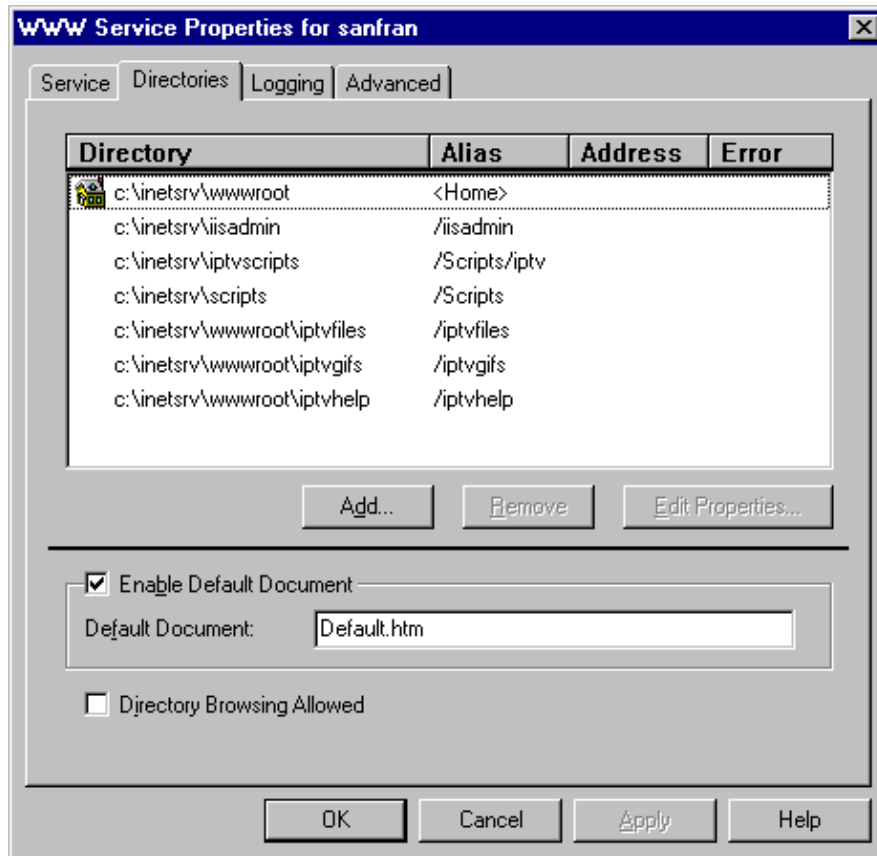 WWW Service Properties for sanfran
Service Directories Logging Advanced
Directory Alias Address Error
c:\inetsrv\wwwroot <Home>
c:\inetsrv\iisadmin /iisadmin
c:\inetsrv\iptvscripts /Scripts/iptv
c:\inetsrv\scripts /Scripts
c:\inetsrv\wwwroot\iptvfiles /iptvfiles
c:\inetsrv\wwwroot\iptvgifs /iptvgifs
c:\inetsrv\wwwroot\iptvhelp /iptvhelp
Add... Remove Edit Properties...
Enable Default Document
Default Document: Default.htm
Directory Browsing Allowed
OK Cancel Apply Help